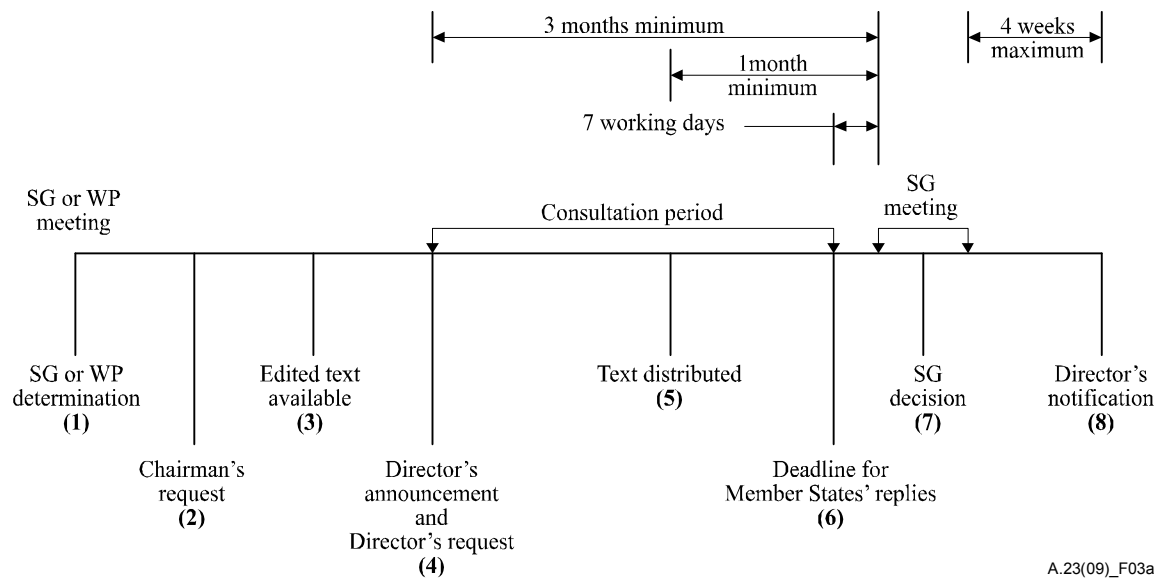 3 months minimum
4 weeks
maximum
1month
minimum
7 working days
SG or WP
meeting
Consultation period
SG
meeting
SG or WP
determination
(1)
Chairman’s
request
(2)
Edited text
available
(3)
Director’s
announcement
and
Director’s request
(4)
Text distributed
(5)
Deadline for
Member States’ replies
(6)
SG
decision
(7)
Director’s
notification
(8)
A.23(09)_F03a